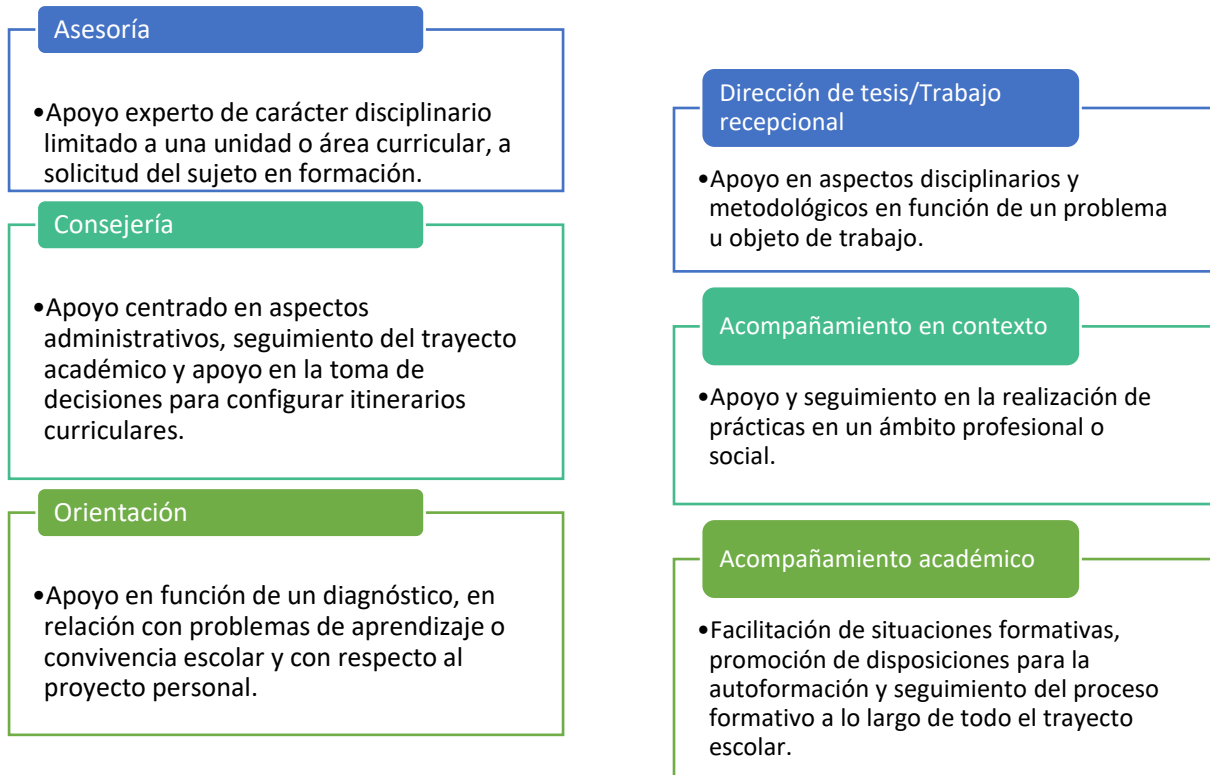 Asesoría
•Apoyo experto de carácter disciplinario
limitado a una unidad o área curricular, a
solicitud del sujeto en formación.
Consejería
•Apoyo centrado en aspectos
administrativos, seguimiento del trayecto
académico y apoyo en la toma de
decisiones para configurar itinerarios
curriculares.
Orientación
•Apoyo en función de un diagnóstico, en
relación con problemas de aprendizaje o
convivencia escolar y con respecto al
proyecto personal.
Dirección de tesis/Trabajo
recepcional
•Apoyo en aspectos disciplinarios y
metodológicos en función de un problema
u objeto de trabajo.
Acompañamiento en contexto
•Apoyo y seguimiento en la realización de
prácticas en un ámbito profesional o
social.
Acompañamiento académico
•Facilitación de situaciones formativas,
promoción de disposiciones para la
autoformación y seguimiento del proceso
formativo a lo largo de todo el trayecto
escolar.